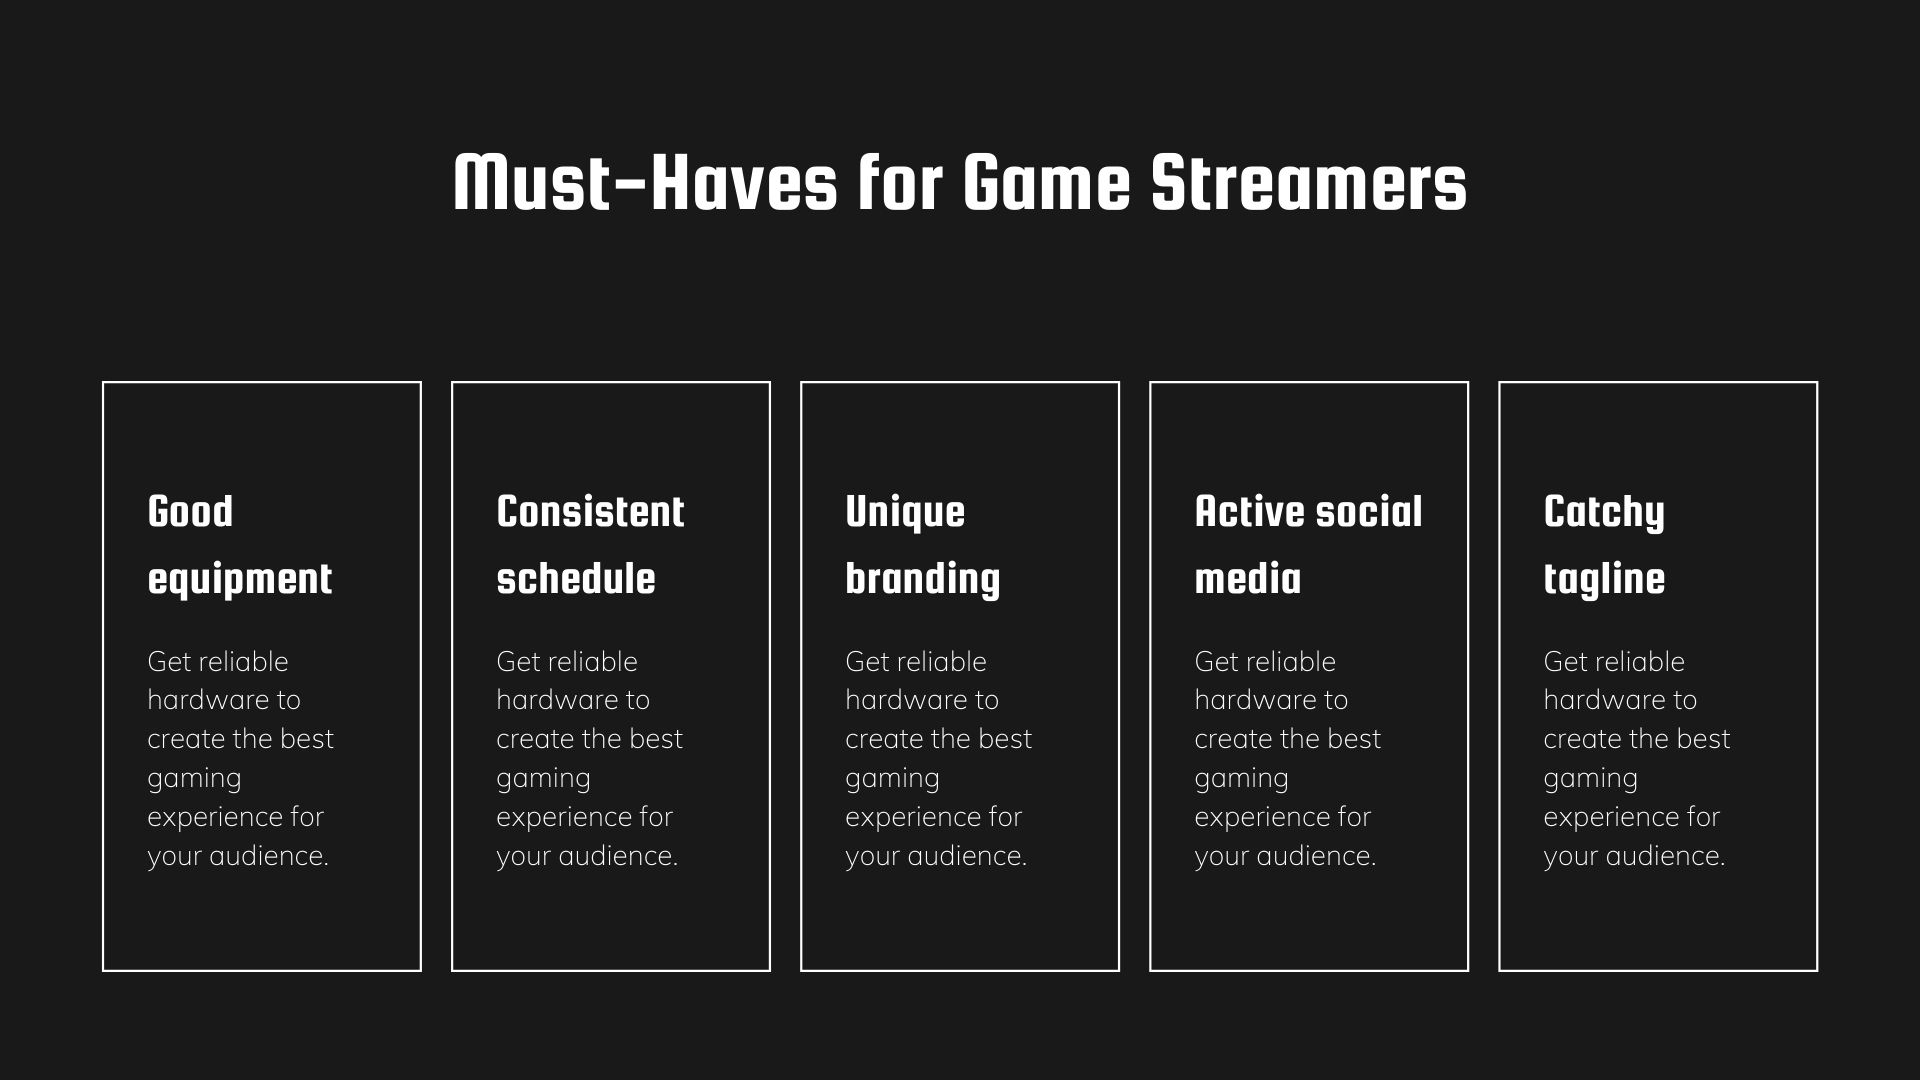 Must-Haves for Game Streamers
Good
equipment
Get reliable
hardware to
create the best
gaming
experience for
your audience.
Consistent
schedule
Get reliable
hardware to
create the best
gaming
experience for
your audience.
Unique
branding
Get reliable
hardware to
create the best
gaming
experience for
your audience.
Active social
media
Get reliable
hardware to
create the best
gaming
experience for
your audience.
Catchy
tagline
Get reliable
hardware to
create the best
gaming
experience for
your audience.